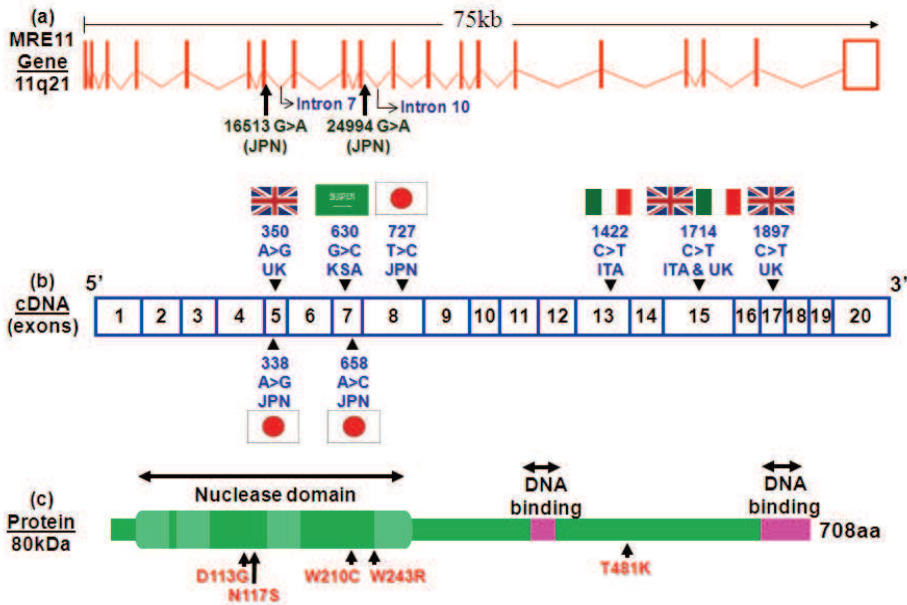 (a)
75kb
MRE11
Gene
11q21
Intron 7
Intron 10
16513 G>A
(JPN)
24994 G>A
(JPN)
350
A>G
UK
630
G>C
KSA
727
T>C
JPN
1422
C>T
ITA
1714
C>T
ITA & UK
1897
C>T
UK
(b)
5’
3’
cDNA
(exons)
1 2 3 4 5 6 7 8 9 10 11 12 13 14 15 16 17 18 19 20
338
A>G
JPN
658
A>C
JPN
(c)
Protein
80kDa
Nuclease domain
DNA
binding
DNA
binding
708aa
D113G
N117S
W210C
W243R
T481K